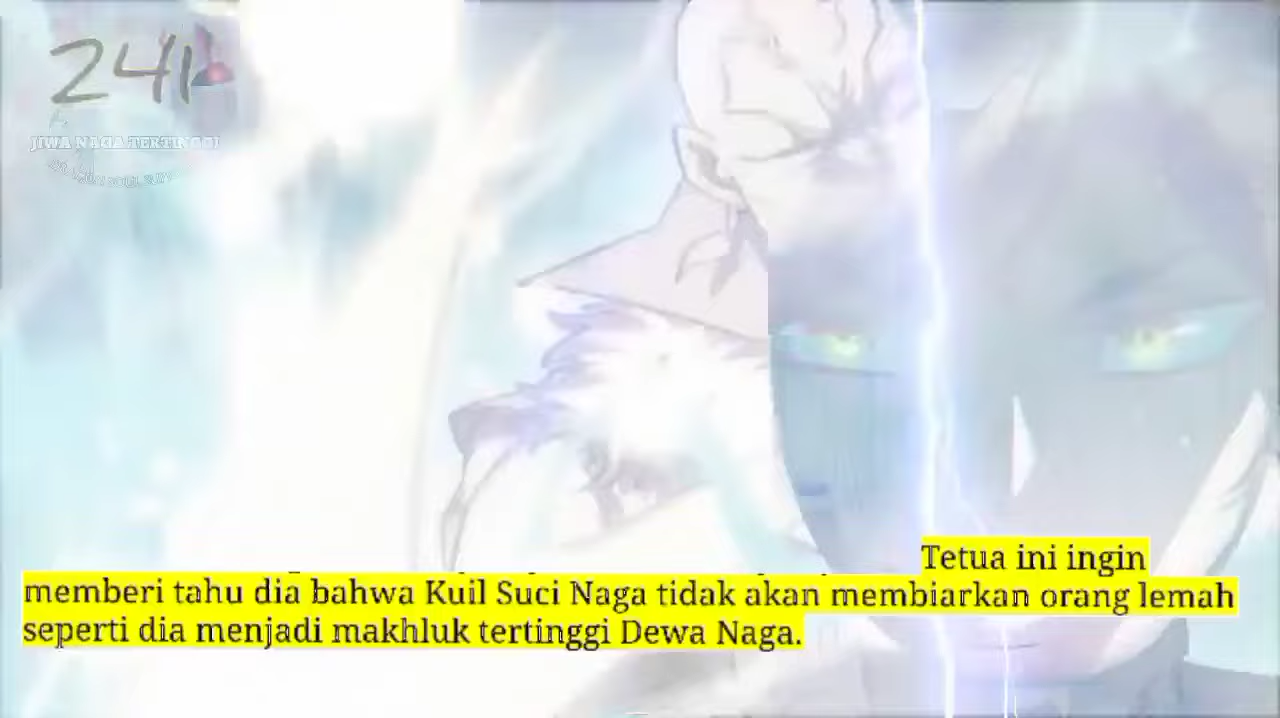 241
JIWA NAGA TERTINGGI
Tetua ini ingin
memberi tahu dia bahwa Kuil Suci Naga tidak akan membiarkan orang lemah
seperti dia menjadi makhluk tertinggi Dewa Naga.